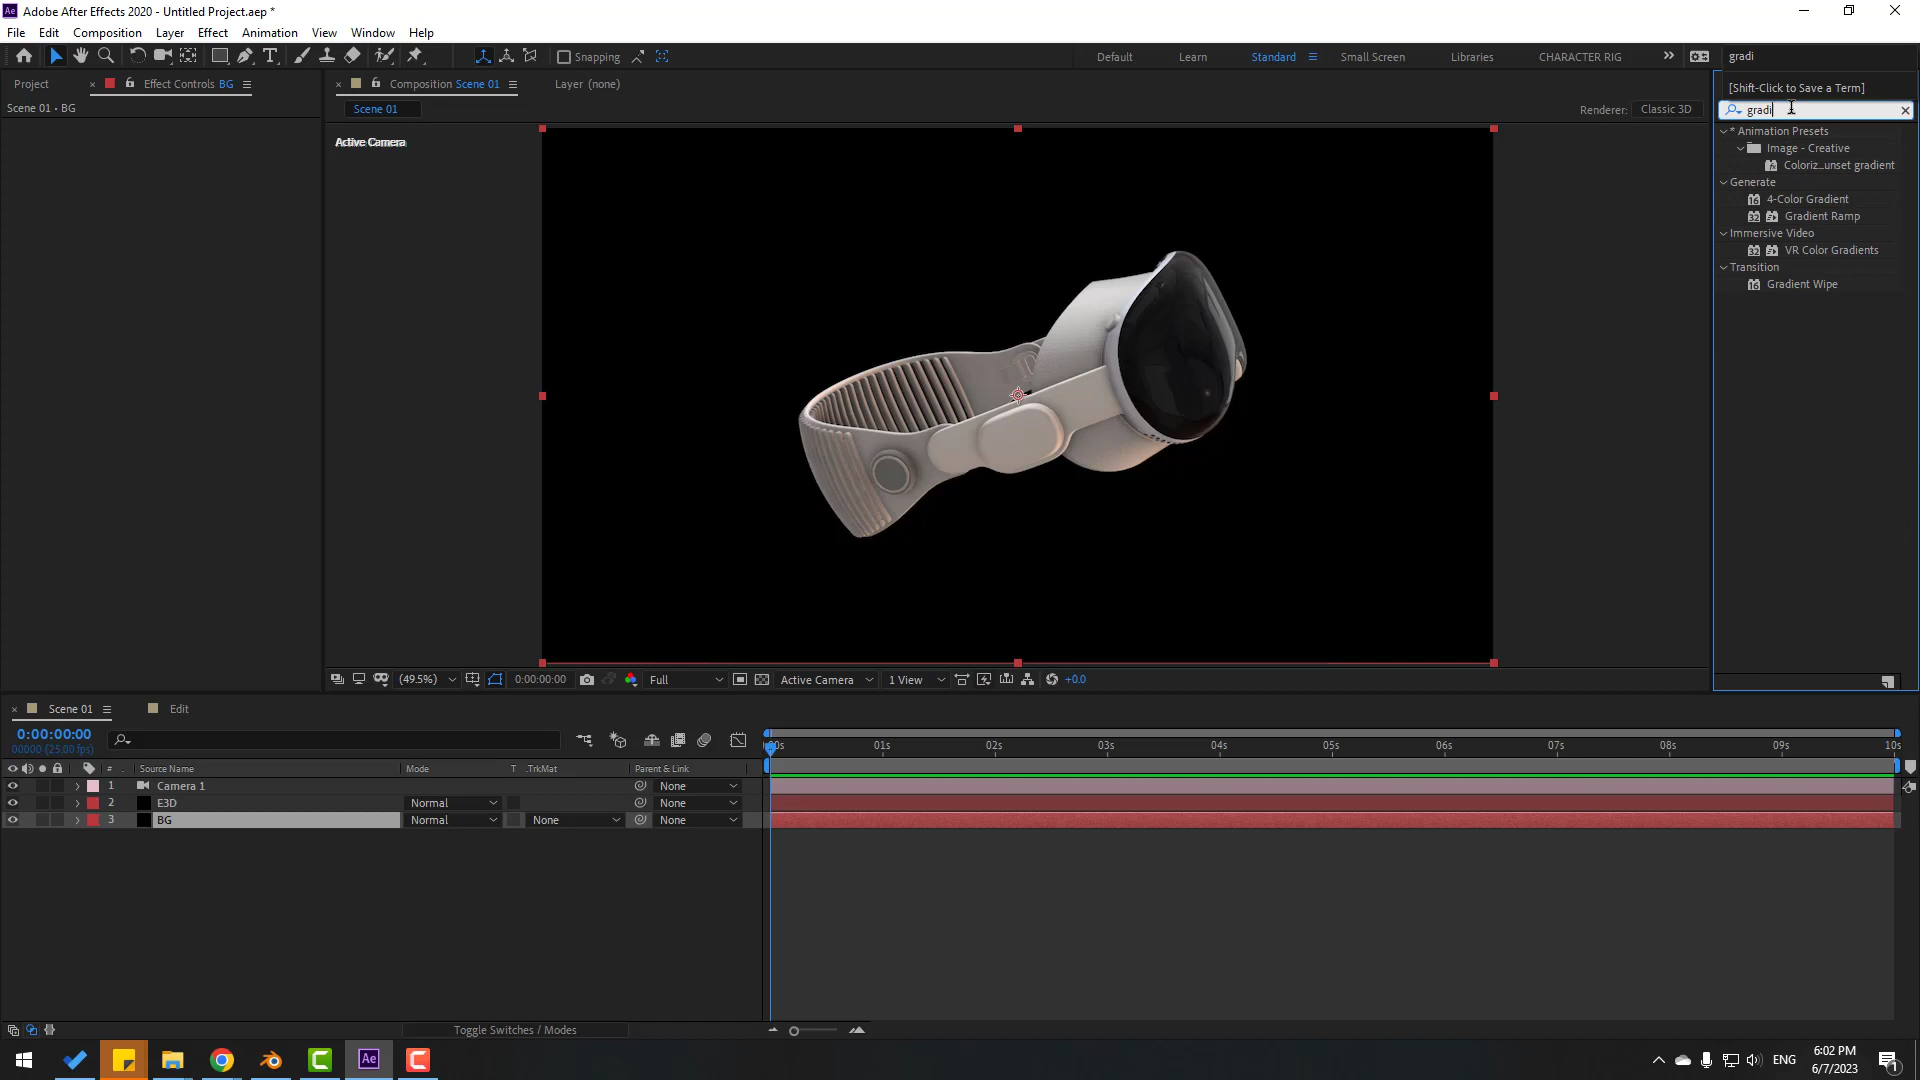 Adobe After Effects 2020 - Untitled Project.aep *
File Edit Composition Layer Effect Animation View Window Help
Snapping Default Learn Standard Small Screen Libraries CHARACTER RIG gradi
Project Effect Controls BG Composition Scene 01 Layer (none) [Shift-Click to Save a Term]
Scene 01 • BG Scene 01 Renderer: Classic 3D gradi
Active Camera
* Animation Presets
Image - Creative
Coloriz...unset gradient
Generate
4-Color Gradient
Gradient Ramp
Immersive Video
VR Color Gradients
Transition
Gradient Wipe
(49.5%) 0:00:00:00 Full Active Camera 1 View +0.0
Scene 01 Edit
0:00:00:00
00000 (25.00 fps)
:00s 01s 02s 03s 04s 05s 06s 07s 08s 09s 10s
# Source Name Mode T .TrkMat Parent & Link
1 Camera 1 None
2 E3D Normal None
3 BG Normal None None
Toggle Switches / Modes
ENG 6:02 PM
6/7/2023 1